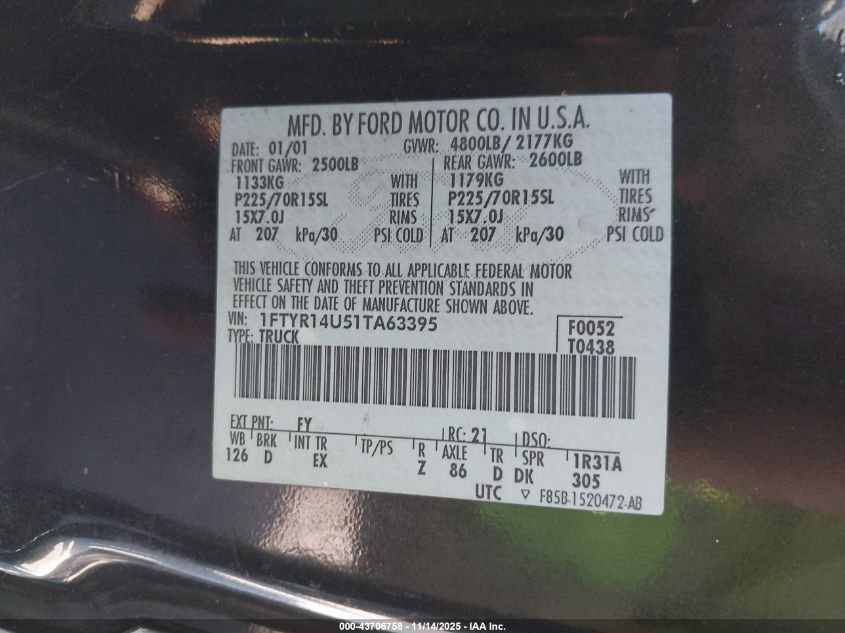 MFD. BY FORD MOTOR CO. IN U.S.A.
DATE: 01/01 GVWR: 4800LB/ 2177KG
FRONT GAWR: 2500LB REAR GAWR: 2600LB
1133KG WITH 1179KG WITH
P225/70R15SL TIRES P225/70R15SL TIRES
15X7.0J RIMS 15X7.0J RIMS
AT 207 kPa/30 PSI COLD AT 207 kPa/30 PSI COLD
THIS VEHICLE CONFORMS TO ALL APPLICABLE FEDERAL MOTOR
VEHICLE SAFETY AND THEFT PREVENTION STANDARDS IN
EFFECT ON THE DATE OF MANUFACTURE SHOWN ABOVE.
VIN: 1FTYR14U51TA63395 F0052
TYPE: TRUCK T0438
EXT PNT: FY RC: 21 DSO:
WB BRK INT TR TP/PS R AXLE TR SPR 1R31A
126 D EX Z 86 D DK 305
UTC ▽ F85B-1520472-AB
000-43706758 - 11/14/2025 - IAA Inc.